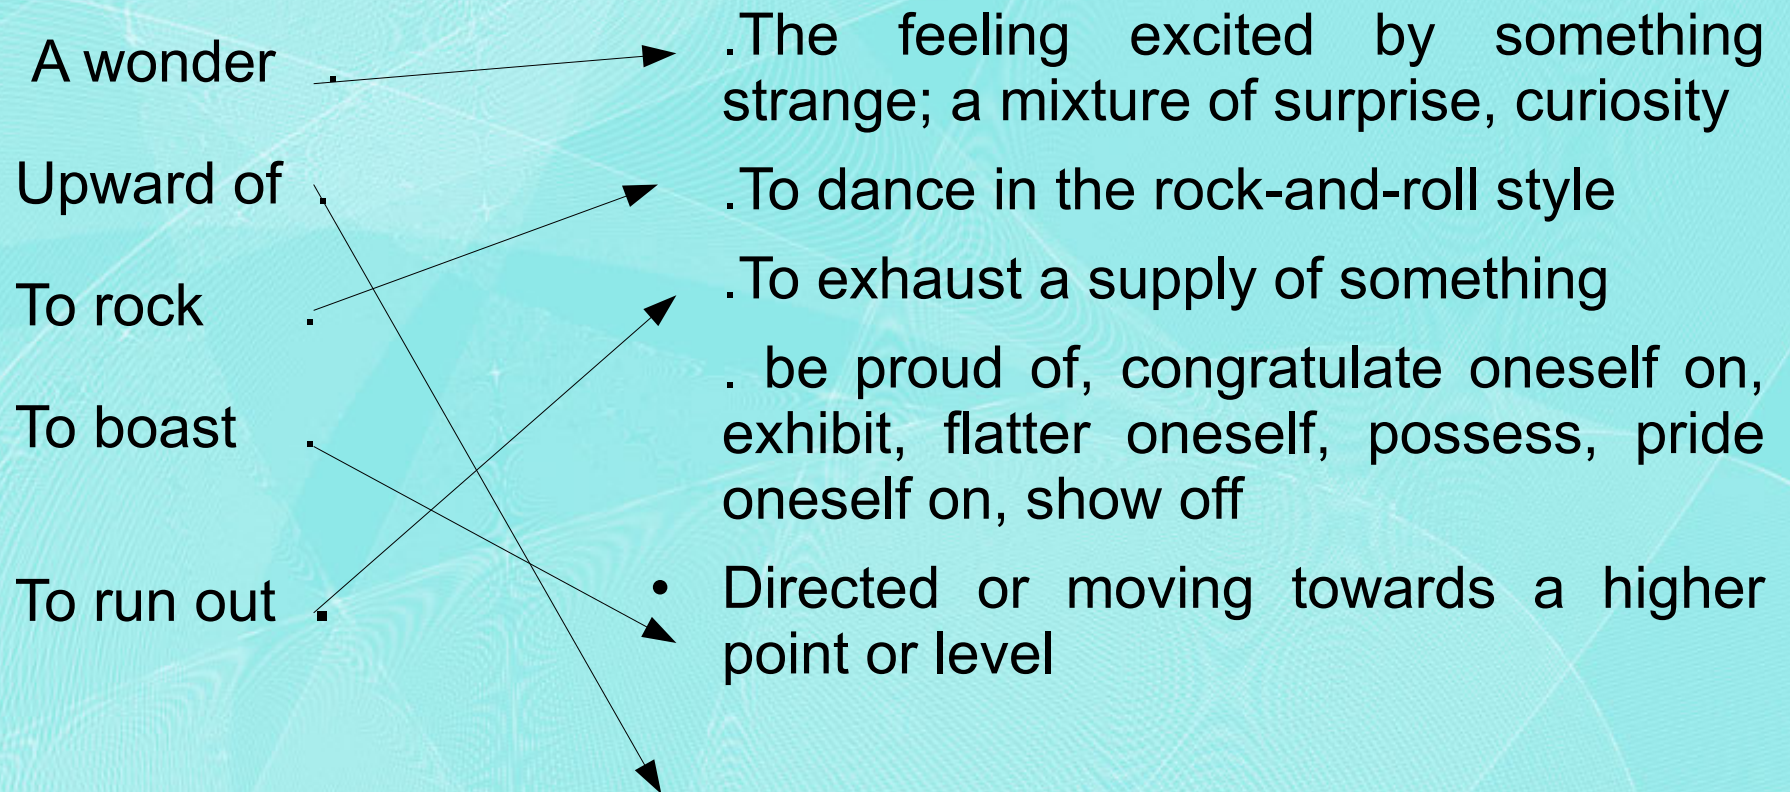 A wonder .
Upward of .
To rock .
To boast .
To run out .
.The feeling excited by something
strange; a mixture of surprise, curiosity
.To dance in the rock-and-roll style
.To exhaust a supply of something
. be proud of, congratulate oneself on,
exhibit, flatter oneself, possess, pride
oneself on, show off
• Directed or moving towards a higher
point or level